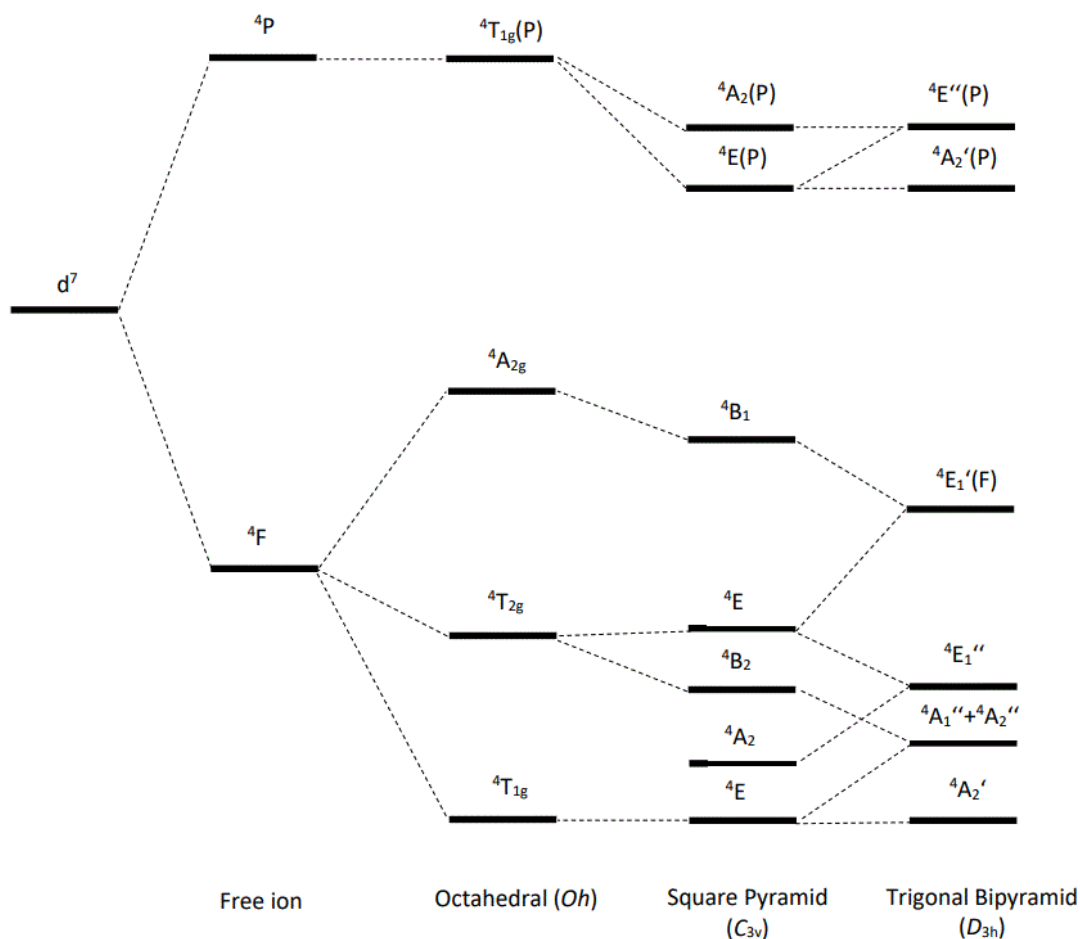 ⁴P
⁴T₁g(P)
⁴A₂(P)
⁴E‘‘(P)
⁴E(P)
⁴A₂‘(P)
d⁷
⁴A₂g
⁴B₁
⁴E₁‘(F)
⁴F
⁴T₂g
⁴E
⁴B₂
⁴E₁‘‘
⁴A₂
⁴A₁‘‘+⁴A₂‘‘
⁴T₁g
⁴E
⁴A₂‘
Free ion
Octahedral (Oh)
Square Pyramid
(C₃ᵥ)
Trigonal Bipyramid
(D₃h)